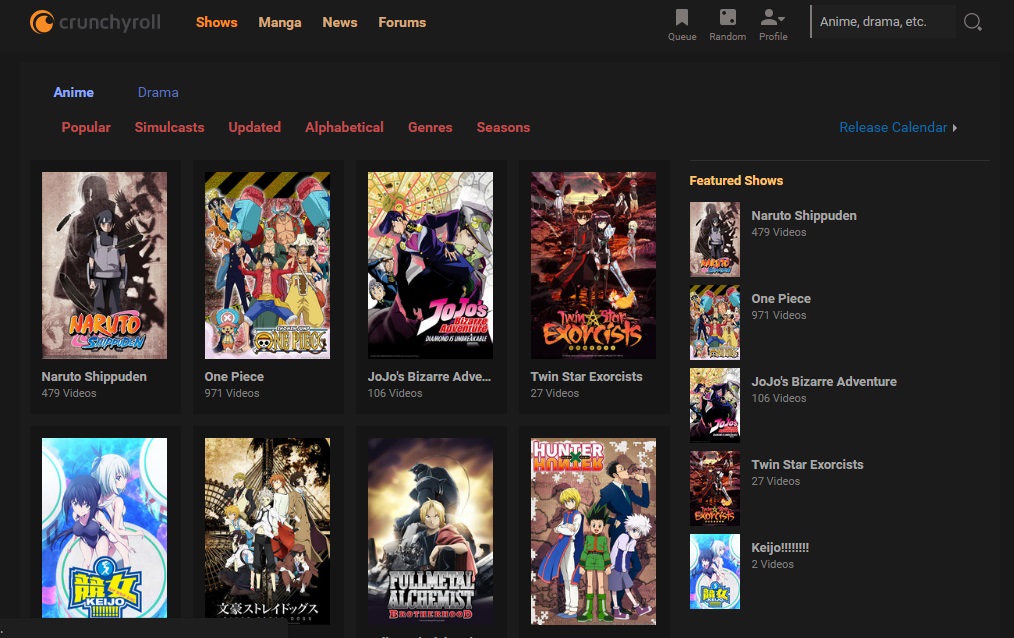 crunchyroll
Shows Manga News Forums
Queue Random Profile
Anime, drama, etc.
Anime Drama
Popular Simulcasts Updated Alphabetical Genres Seasons
Release Calendar
NARUTO
SHIPPUDEN
ONE PIECE
JoJo's
BIZARRE
ADVENTURE
DIAMOND IS UNBREAKABLE
Twin Star
Exorcists
Naruto Shippuden
479 Videos
One Piece
971 Videos
JoJo's Bizarre Adve...
106 Videos
Twin Star Exorcists
27 Videos
競女
KEIJO
!!!!!!!!
文豪ストレイドッグス
FULLMETAL
ALCHEMIST
BROTHERHOOD
HUNTER
HUNTER
Featured Shows
Naruto Shippuden
479 Videos
One Piece
971 Videos
JoJo's Bizarre Adventure
106 Videos
Twin Star Exorcists
27 Videos
Keijo!!!!!!!!
2 Videos